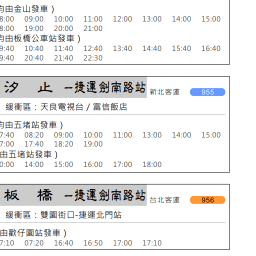 均由金山發車 )
8:00 09:00 10:00 11:00 12:00 13:00 14:00 15:00
8:00 19:00 20:00 21:00
均由板橋公車站發車 )
9:40 10:40 11:40 12:40 13:40 14:40 15:40 16:40
9:40 20:40 21:40 22:30
汐 止 --捷運劍南路站 新北客運 955
緩衝區：天良電視台 / 富信飯店
均由五堵站發車 )
7:40 08:20 09:00 10:00 11:00 13:00 14:00 15:00
7:00 17:40 18:20 19:00
由五堵站發車 )
0:00 14:00 15:00 16:00 17:00 18:00
板 橋 --捷運劍南路站 台北客運 956
緩衝區：雙園街口-捷運北門站
由歡仔園站發車 )
7:10 07:20 16:40 16:50 17:00 17:10